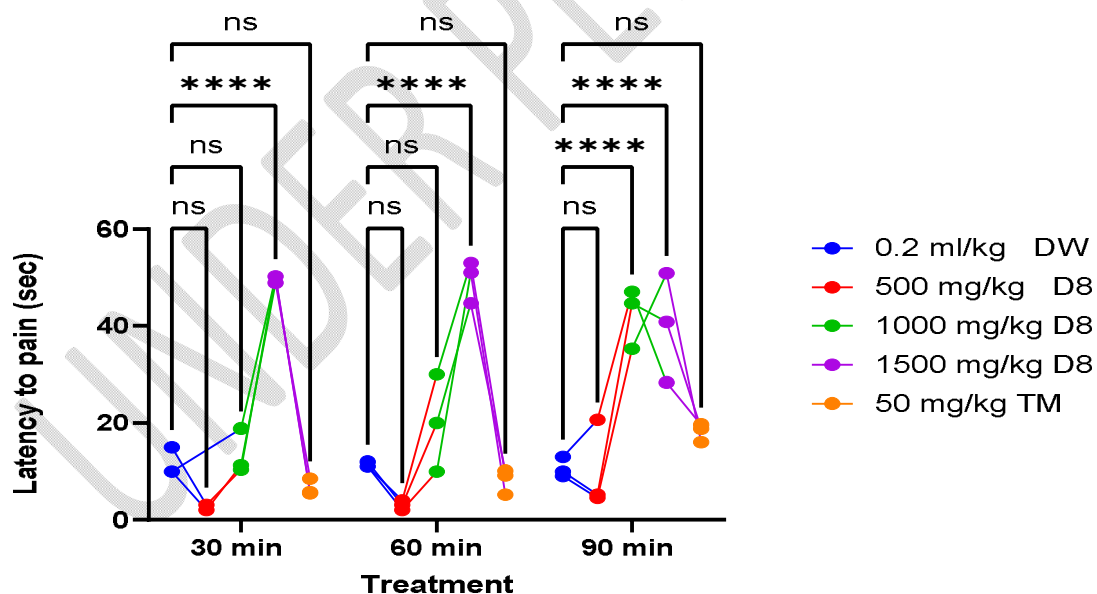 UNDER PE
ns ns ns
**** **** ****
ns ns ****
ns ns ns
60
40
20
0
Latency to pain (sec)
30 min 60 min 90 min
Treatment
0.2 ml/kg DW
500 mg/kg D8
1000 mg/kg D8
1500 mg/kg D8
50 mg/kg TM